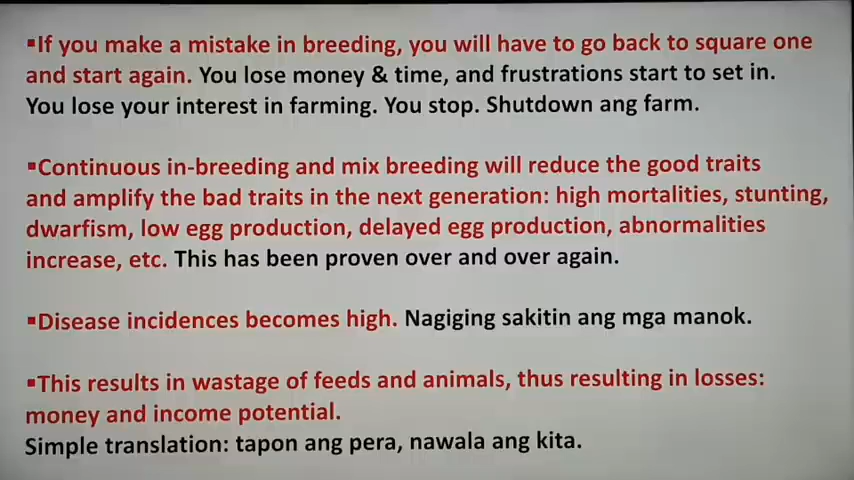 ▪If you make a mistake in breeding, you will have to go back to square one
and start again. You lose money & time, and frustrations start to set in.
You lose your interest in farming. You stop. Shutdown ang farm.
▪Continuous in-breeding and mix breeding will reduce the good traits
and amplify the bad traits in the next generation: high mortalities, stunting,
dwarfism, low egg production, delayed egg production, abnormalities
increase, etc. This has been proven over and over again.
▪Disease incidences becomes high. Nagiging sakitin ang mga manok.
▪This results in wastage of feeds and animals, thus resulting in losses:
money and income potential.
Simple translation: tapon ang pera, nawala ang kita.